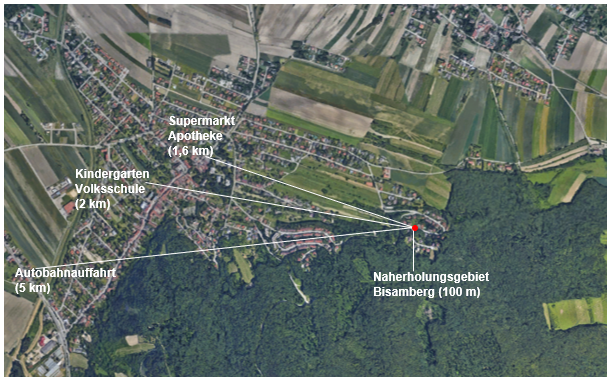 Supermarkt
Apotheke
(1,6 km)
Kindergarten
Volksschule
(2 km)
Autobahnauffahrt
(5 km)
Naherholungsgebiet
Bisamberg (100 m)